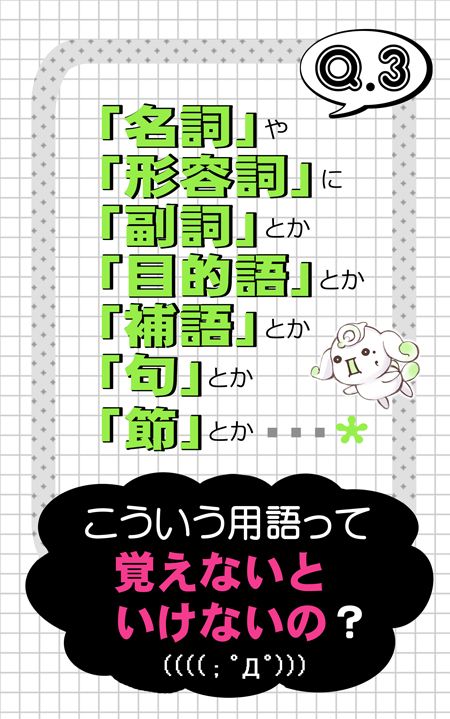 Q.3
「名詞」や
「形容詞」に
「副詞」とか
「目的語」とか
「補語」とか
「句」とか
「節」とか ・・・*
こういう用語って
覚えないと
いけないの？
((((；ﾟДﾟ)))